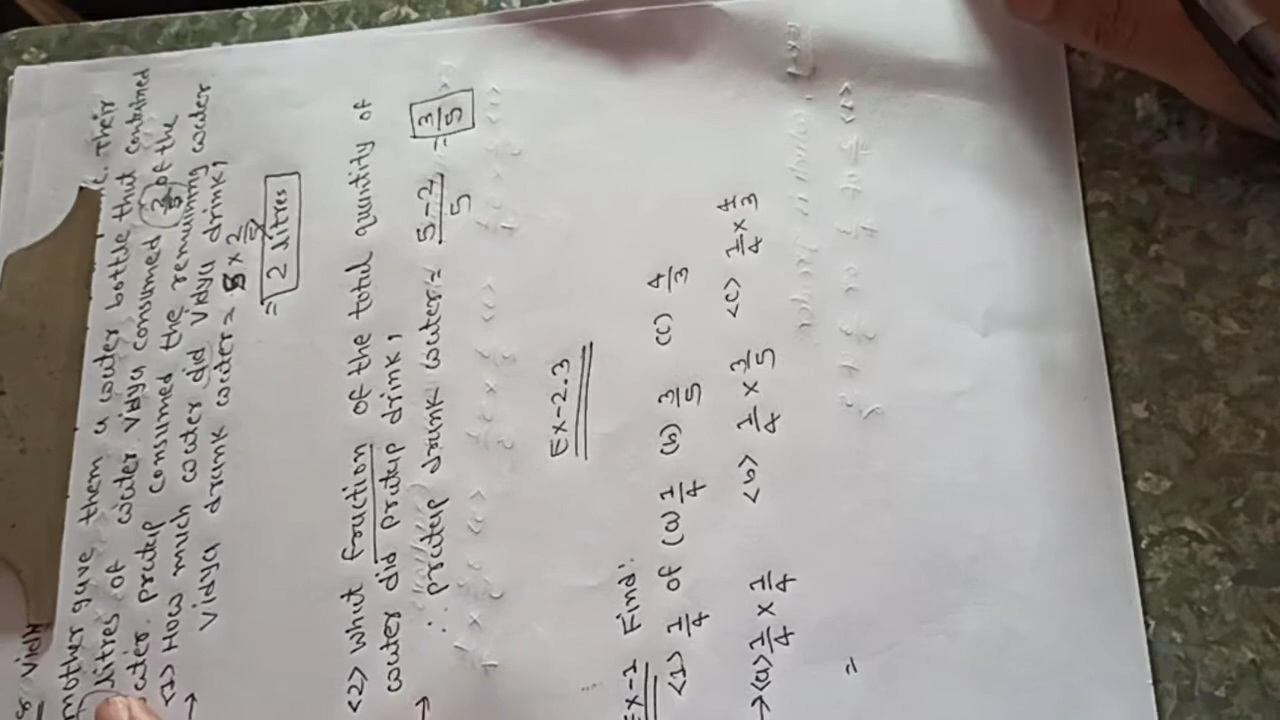 & Vidy
mother gave them a water bottle that contained
litres of water. Vidya consumed 2/5 of the
water. pratap consumed the remaining water
<1> How much water did Vidya drink,
→ Vidya drank water = 5 × 2/5
= 2 litres
<2> What fraction of the total quantity of
water did pratap drink,
→ ∴ pratap drank water = 5-2/5 = 3/5
Ex-2.3
Ex-1 Find:
<1> 1/4 of (a) 1/4 (b) 3/5 (c) 4/3
→ <a> 1/4 × 1/4 <b> 1/4 × 3/5 <c> 1/4 × 4/3
=